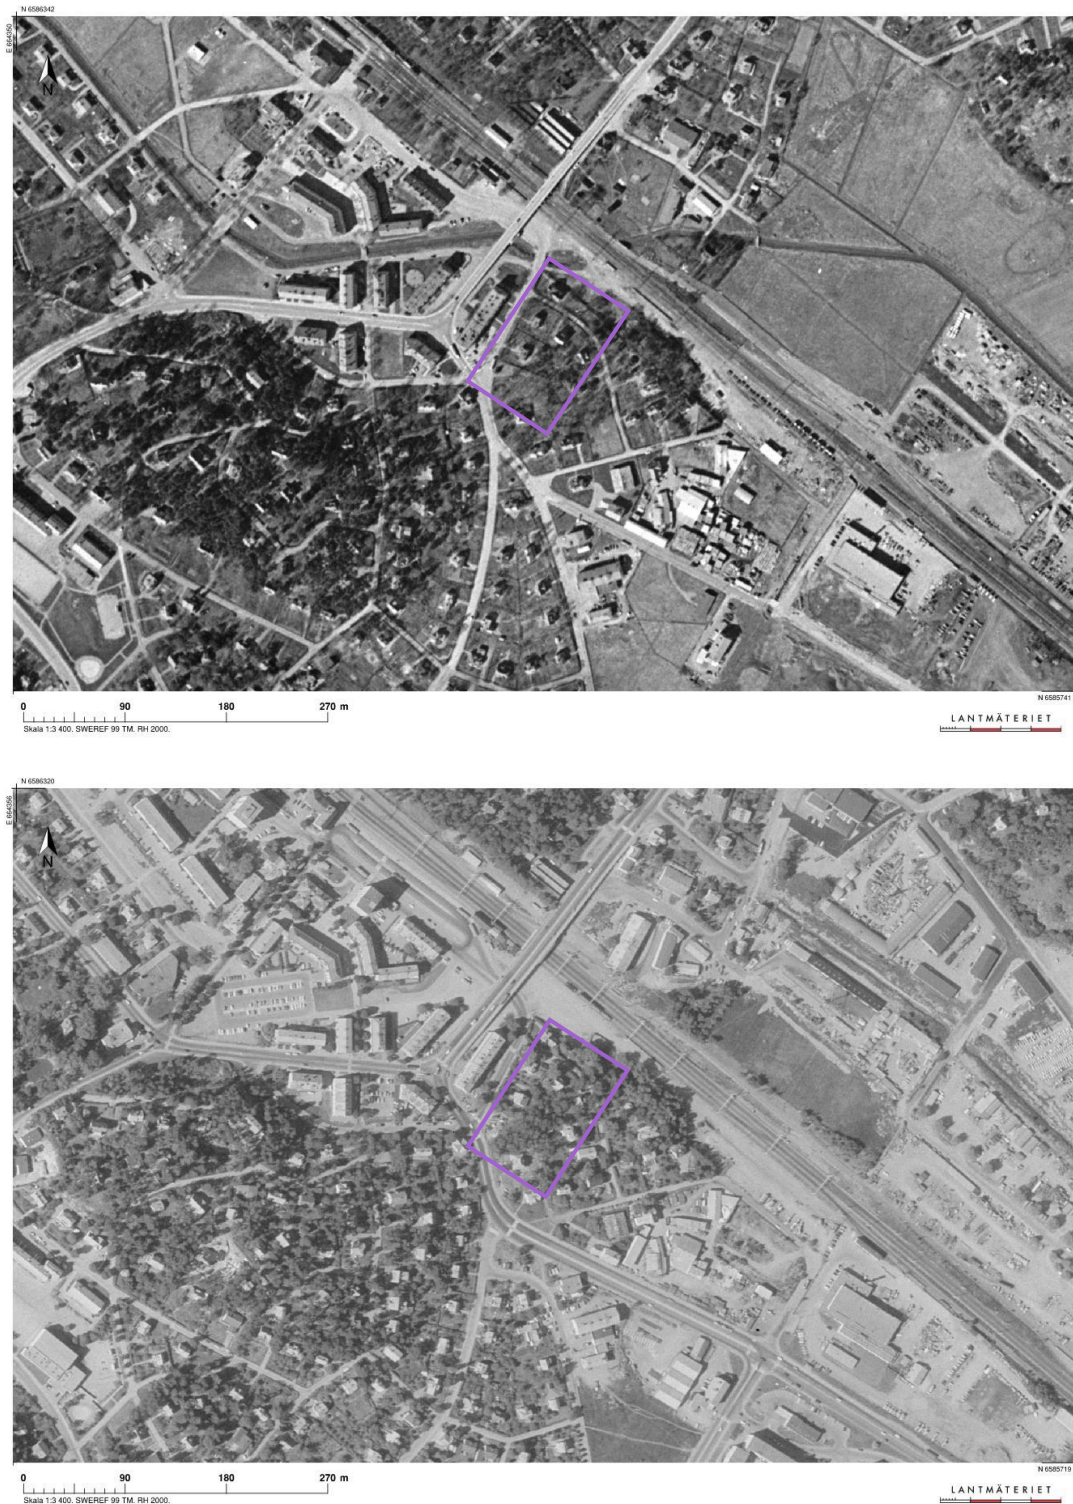 N 6586342
E 664350
N
N 6585741
0 90 180 270 m
Skala 1:3 400. SWEREF 99 TM. RH 2000.
LANTMÄTERIET
N 6586320
E 664356
N
N 6585719
0 90 180 270 m
Skala 1:3 400. SWEREF 99 TM. RH 2000.
LANTMÄTERIET